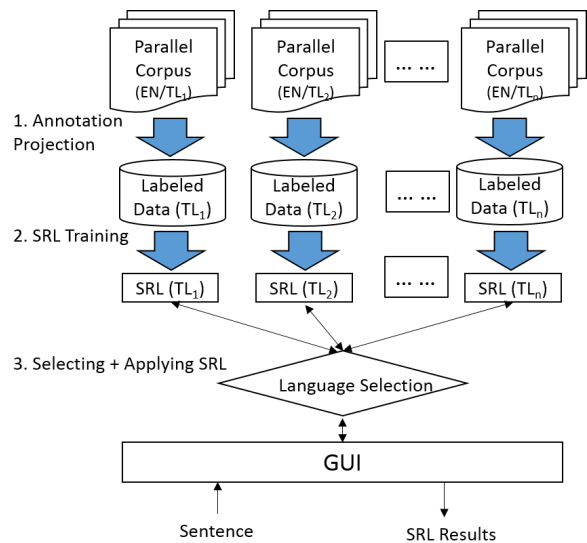 Parallel
Corpus
(EN/TL₁)
Parallel
Corpus
(EN/TL₂)
... ...
Parallel
Corpus
(EN/TLₙ)
1. Annotation
Projection
Labeled
Data (TL₁)
Labeled
Data (TL₂)
... ...
Labeled
Data (TLₙ)
2. SRL Training
SRL (TL₁)
SRL (TL₂)
... ...
SRL (TLₙ)
3. Selecting + Applying SRL
Language Selection
GUI
Sentence
SRL Results